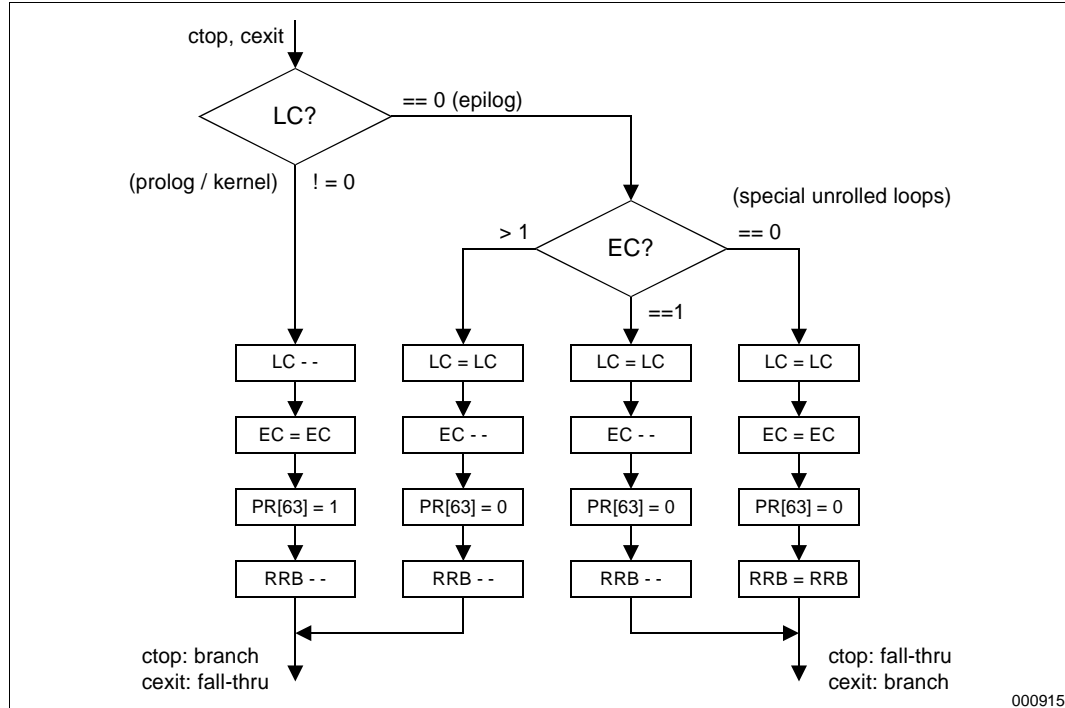 ctop, cexit
LC?
== 0 (epilog)
(prolog / kernel)
! = 0
(special unrolled loops)
> 1
EC?
== 0
==1
LC - -
LC = LC
LC = LC
LC = LC
EC = EC
EC - -
EC - -
EC = EC
PR[63] = 1
PR[63] = 0
PR[63] = 0
PR[63] = 0
RRB - -
RRB - -
RRB - -
RRB = RRB
ctop: branch
cexit: fall-thru
ctop: fall-thru
cexit: branch
000915